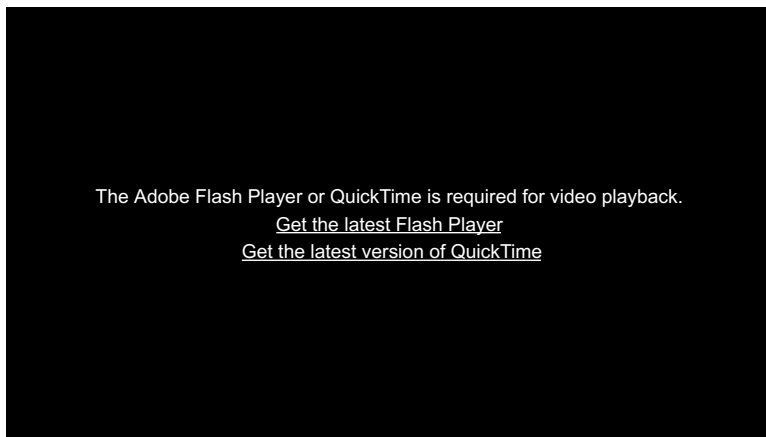 The Adobe Flash Player or QuickTime is required for video playback.
Get the latest Flash Player
Get the latest version of QuickTime